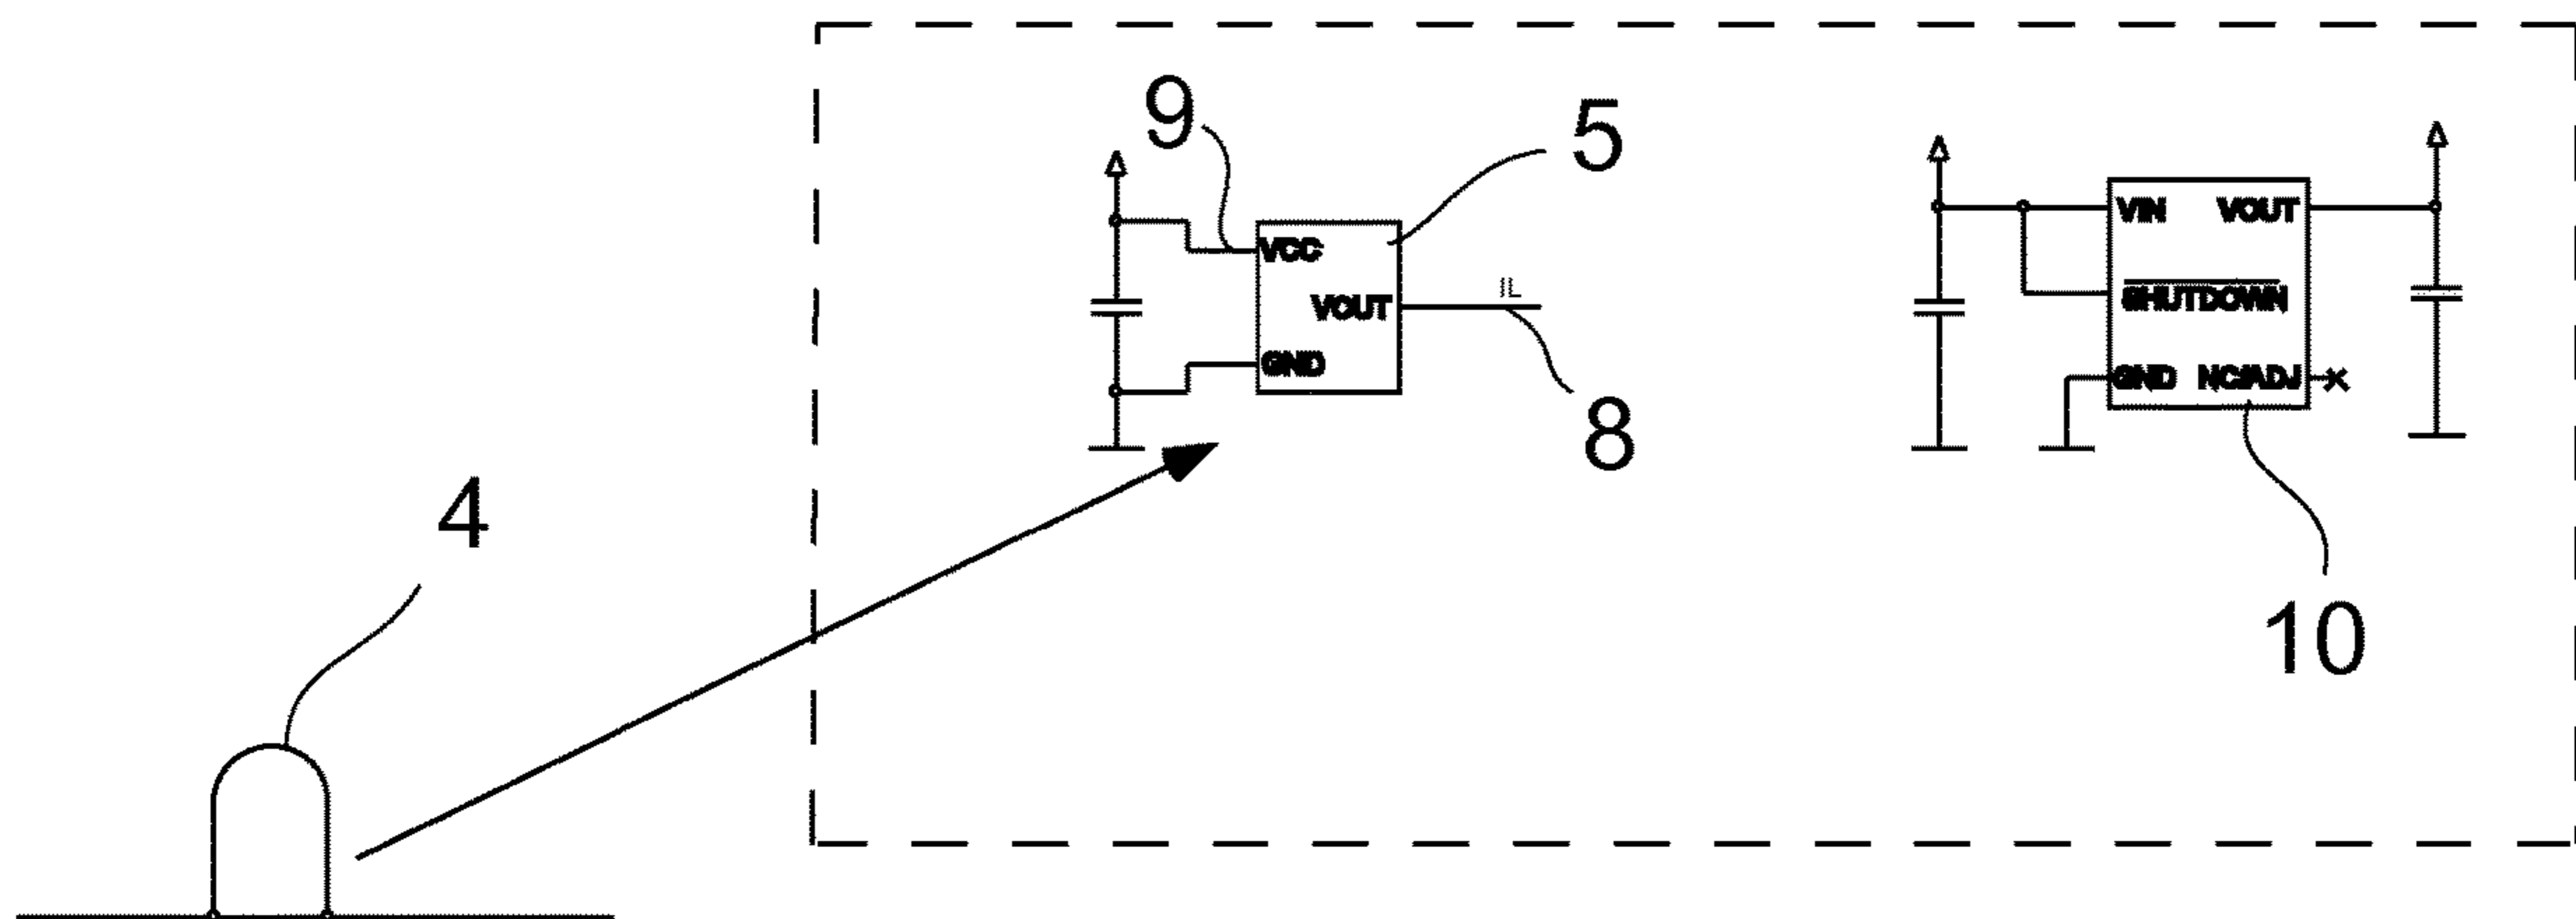 9
5
VCC
VOUT
IL
GND
8
VIN VOUT
SHUTDOWN
GND NC/ADJ
10
4